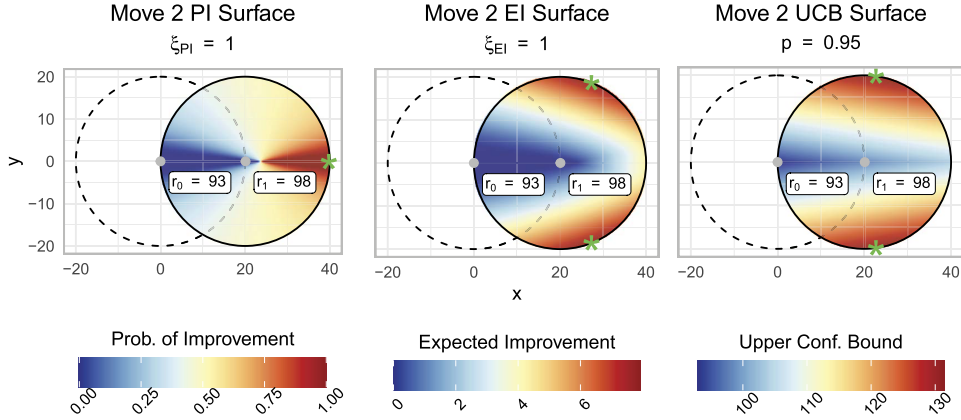 Move 2 PI Surface
ξPI = 1
Move 2 EI Surface
ξEI = 1
Move 2 UCB Surface
p = 0.95
y
20
10
0
−10
−20
r0 = 93
r1 = 98
r0 = 93
r1 = 98
r0 = 93
r1 = 98
−20 0 20 40
−20 0 20 40
−20 0 20 40
x
Prob. of Improvement
0.00 0.25 0.50 0.75 1.00
Expected Improvement
0 2 4 6
Upper Conf. Bound
100 110 120 130